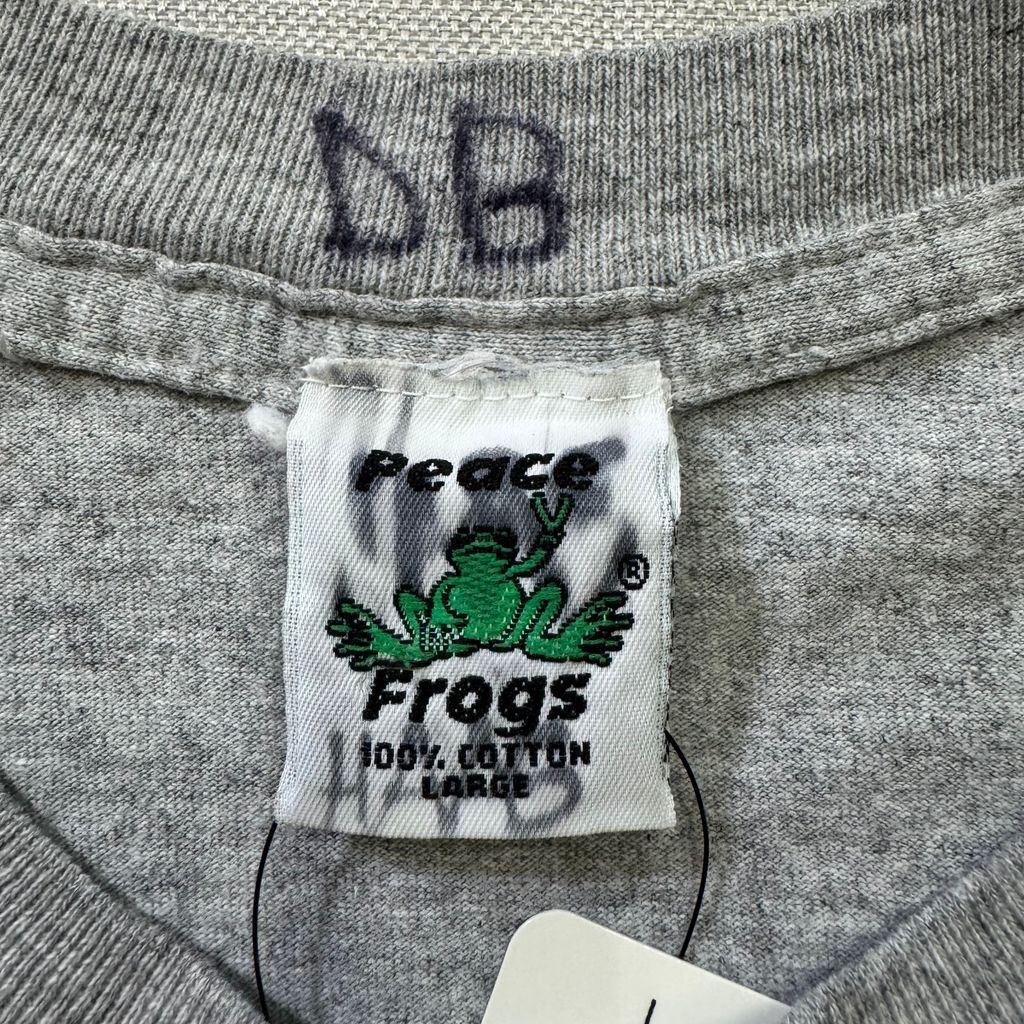 DB
Peace
®
Frogs
100% COTTON
LARGE